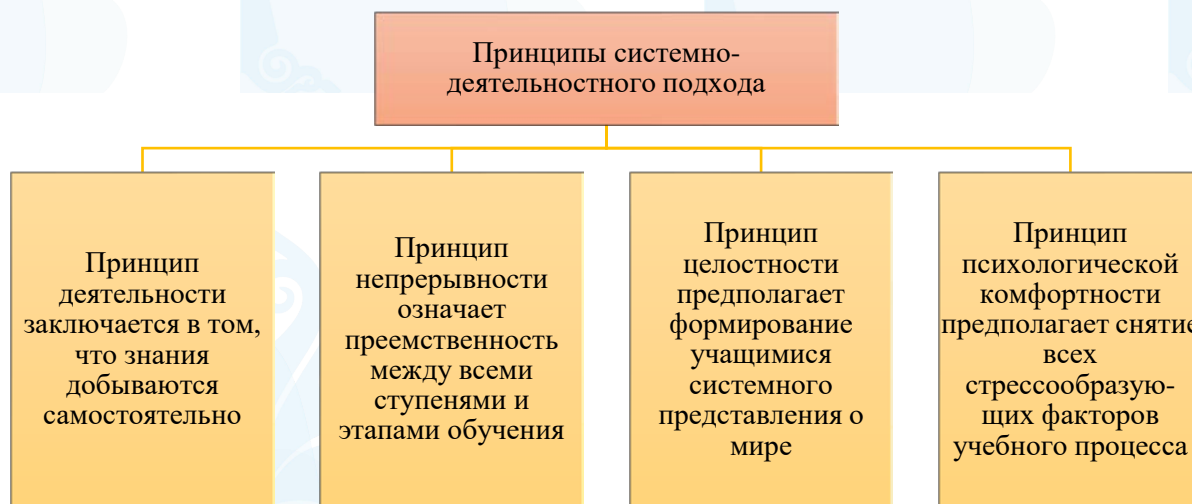 Принципы системно-
деятельностного подхода
Принцип
деятельности
заключается в том,
что знания
добываются
самостоятельно
Принцип
непрерывности
означает
преемственность
между всеми
ступенями и
этапами обучения
Принцип
целостности
предполагает
формирование
учащимися
системного
представления о
мире
Принцип
психологической
комфортности
предполагает снятие
всех
стрессообразую-
щих факторов
учебного процесса